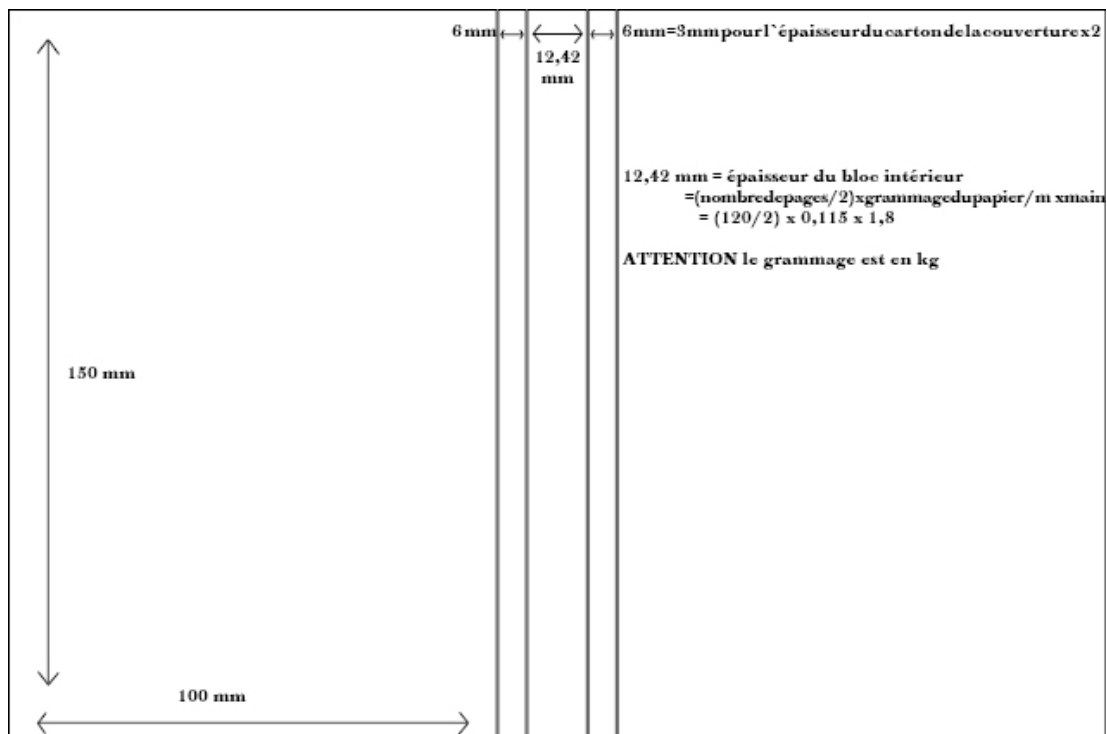 6 mm
12,42
mm
6mm=3mmpourl`épaisseurducartondelacouverturex2
12,42 mm = épaisseur du bloc intérieur
=(nombredepages/2)xgrammagedupapier/m xmain
= (120/2) x 0,115 x 1,8
ATTENTION le grammage est en kg
150 mm
100 mm